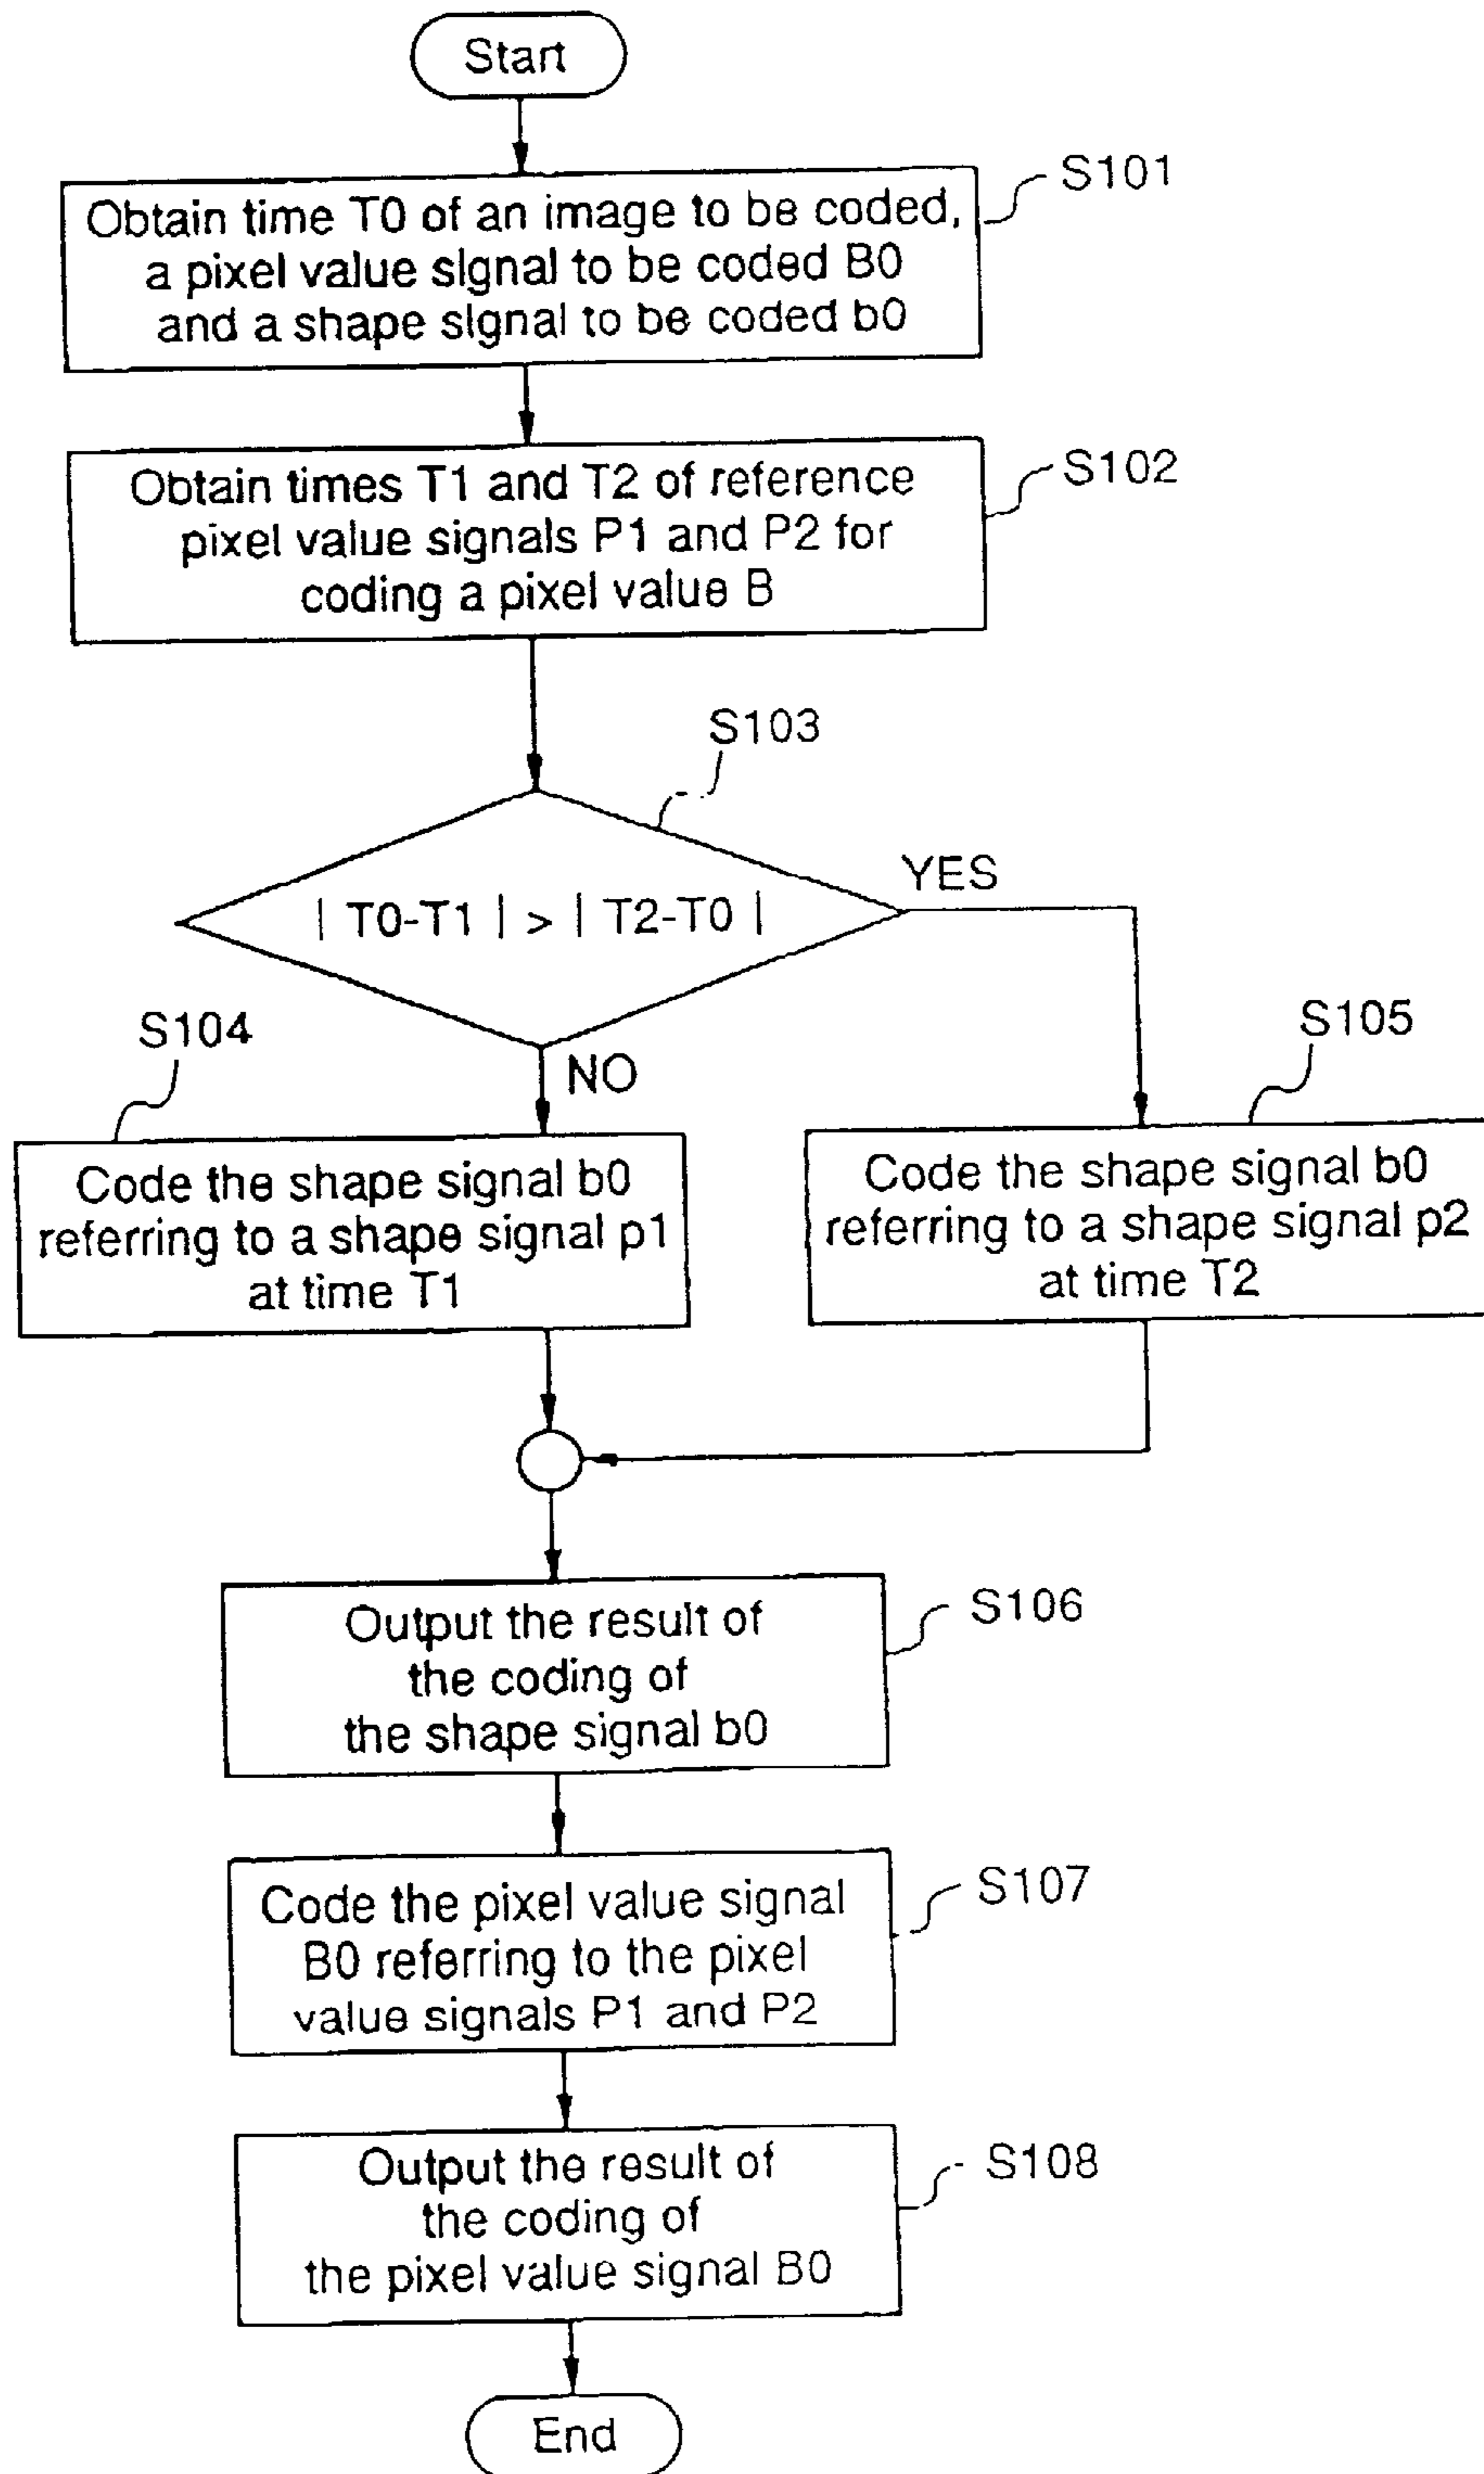 Start
S101
Obtain time T0 of an image to be coded,
a pixel value signal to be coded B0
and a shape signal to be coded b0
S102
Obtain times T1 and T2 of reference
pixel value signals P1 and P2 for
coding a pixel value B
S103
| T0-T1 | > | T2-T0 |
YES
NO
S104
S105
Code the shape signal b0
referring to a shape signal p1
at time T1
Code the shape signal b0
referring to a shape signal p2
at time T2
S106
Output the result of
the coding of
the shape signal b0
S107
Code the pixel value signal
B0 referring to the pixel
value signals P1 and P2
S108
Output the result of
the coding of
the pixel value signal B0
End